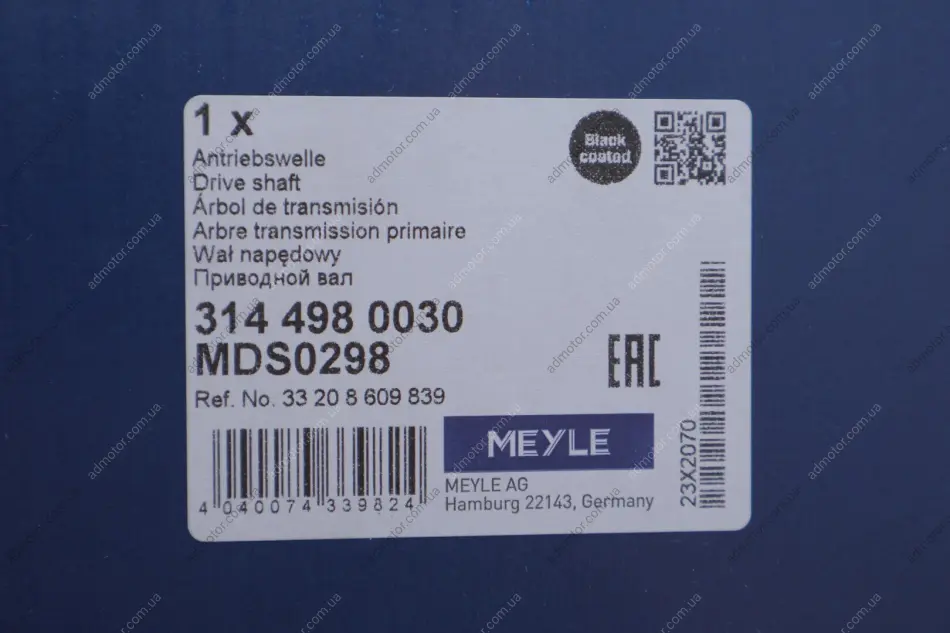 1 x
Black
coated
Antriebswelle
Drive shaft
Árbol de transmisión
Arbre transmission primaire
Wał napędowy
Приводной вал
314 498 0030
MDS0298
Ref. No. 33 20 8 609 839
EAC
4 040074 339824
MEYLE
MEYLE AG
Hamburg 22143, Germany
23X2070
admotor.com.ua